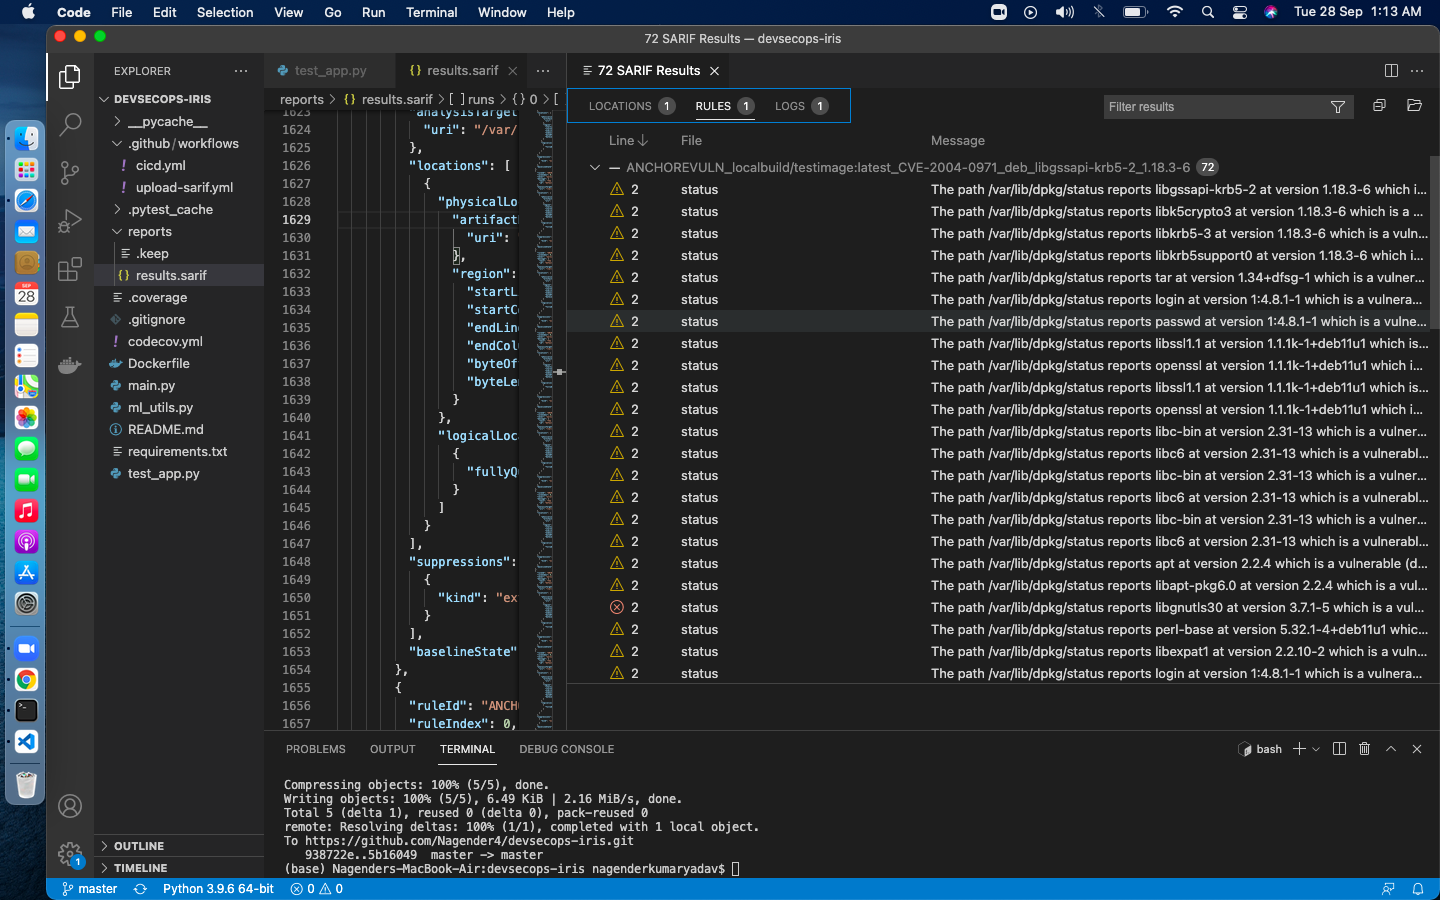 Code File Edit Selection View Go Run Terminal Window Help Tue 28 Sep 1:13 AM
72 SARIF Results — devsecops-iris
EXPLORER
DEVSECOPS-IRIS
__pycache__
.github/workflows
cicd.yml
upload-sarif.yml
.pytest_cache
reports
.keep
results.sarif
.coverage
.gitignore
codecov.yml
Dockerfile
main.py
ml_utils.py
README.md
requirements.txt
test_app.py
OUTLINE
TIMELINE
SEP
28
1
test_app.py {} results.sarif
reports > {} results.sarif > [ ] runs > {} 0 > [
1623 "analysisTarget
1624 "uri": "/var/
1625 },
1626 "locations": [
1627 {
1628 "physicalLo
1629 "artifact
1630 "uri":
1631 },
1632 "region":
1633 "startL
1634 "startC
1635 "endLin
1636 "endCol
1637 "byteOf
1638 "byteLe
1639 }
1640 },
1641 "logicalLoc
1642 {
1643 "fullyQ
1644 }
1645 ]
1646 }
1647 ],
1648 "suppressions":
1649 {
1650 "kind": "ex
1651 }
1652 ],
1653 "baselineState"
1654 },
1655 {
1656 "ruleId": "ANCH
1657 "ruleIndex": 0,
72 SARIF Results
LOCATIONS 1 RULES 1 LOGS 1 Filter results
Line File Message
ANCHOREVULN_localbuild/testimage:latest_CVE-2004-0971_deb_libgssapi-krb5-2_1.18.3-6 72
2 status The path /var/lib/dpkg/status reports libgssapi-krb5-2 at version 1.18.3-6 which i...
2 status The path /var/lib/dpkg/status reports libk5crypto3 at version 1.18.3-6 which is a ...
2 status The path /var/lib/dpkg/status reports libkrb5-3 at version 1.18.3-6 which is a vuln...
2 status The path /var/lib/dpkg/status reports libkrb5support0 at version 1.18.3-6 which i...
2 status The path /var/lib/dpkg/status reports tar at version 1.34+dfsg-1 which is a vulner...
2 status The path /var/lib/dpkg/status reports login at version 1:4.8.1-1 which is a vulnera...
2 status The path /var/lib/dpkg/status reports passwd at version 1:4.8.1-1 which is a vulne...
2 status The path /var/lib/dpkg/status reports libssl1.1 at version 1.1.1k-1+deb11u1 which is...
2 status The path /var/lib/dpkg/status reports openssl at version 1.1.1k-1+deb11u1 which i...
2 status The path /var/lib/dpkg/status reports libssl1.1 at version 1.1.1k-1+deb11u1 which is...
2 status The path /var/lib/dpkg/status reports openssl at version 1.1.1k-1+deb11u1 which i...
2 status The path /var/lib/dpkg/status reports libc-bin at version 2.31-13 which is a vulner...
2 status The path /var/lib/dpkg/status reports libc6 at version 2.31-13 which is a vulnerabl...
2 status The path /var/lib/dpkg/status reports libc-bin at version 2.31-13 which is a vulner...
2 status The path /var/lib/dpkg/status reports libc6 at version 2.31-13 which is a vulnerabl...
2 status The path /var/lib/dpkg/status reports libc-bin at version 2.31-13 which is a vulner...
2 status The path /var/lib/dpkg/status reports libc6 at version 2.31-13 which is a vulnerabl...
2 status The path /var/lib/dpkg/status reports apt at version 2.2.4 which is a vulnerable (d...
2 status The path /var/lib/dpkg/status reports libapt-pkg6.0 at version 2.2.4 which is a vul...
2 status The path /var/lib/dpkg/status reports libgnutls30 at version 3.7.1-5 which is a vul...
2 status The path /var/lib/dpkg/status reports perl-base at version 5.32.1-4+deb11u1 whic...
2 status The path /var/lib/dpkg/status reports libexpat1 at version 2.2.10-2 which is a vuln...
2 status The path /var/lib/dpkg/status reports login at version 1:4.8.1-1 which is a vulnera...
PROBLEMS OUTPUT TERMINAL DEBUG CONSOLE bash
Compressing objects: 100% (5/5), done.
Writing objects: 100% (5/5), 6.49 KiB | 2.16 MiB/s, done.
Total 5 (delta 1), reused 0 (delta 0), pack-reused 0
remote: Resolving deltas: 100% (1/1), completed with 1 local object.
To https://github.com/Nagender4/devsecops-iris.git
938722e..5b16049 master -> master
(base) Nagenders-MacBook-Air:devsecops-iris nagenderkumaryadav$
master Python 3.9.6 64-bit 0 0